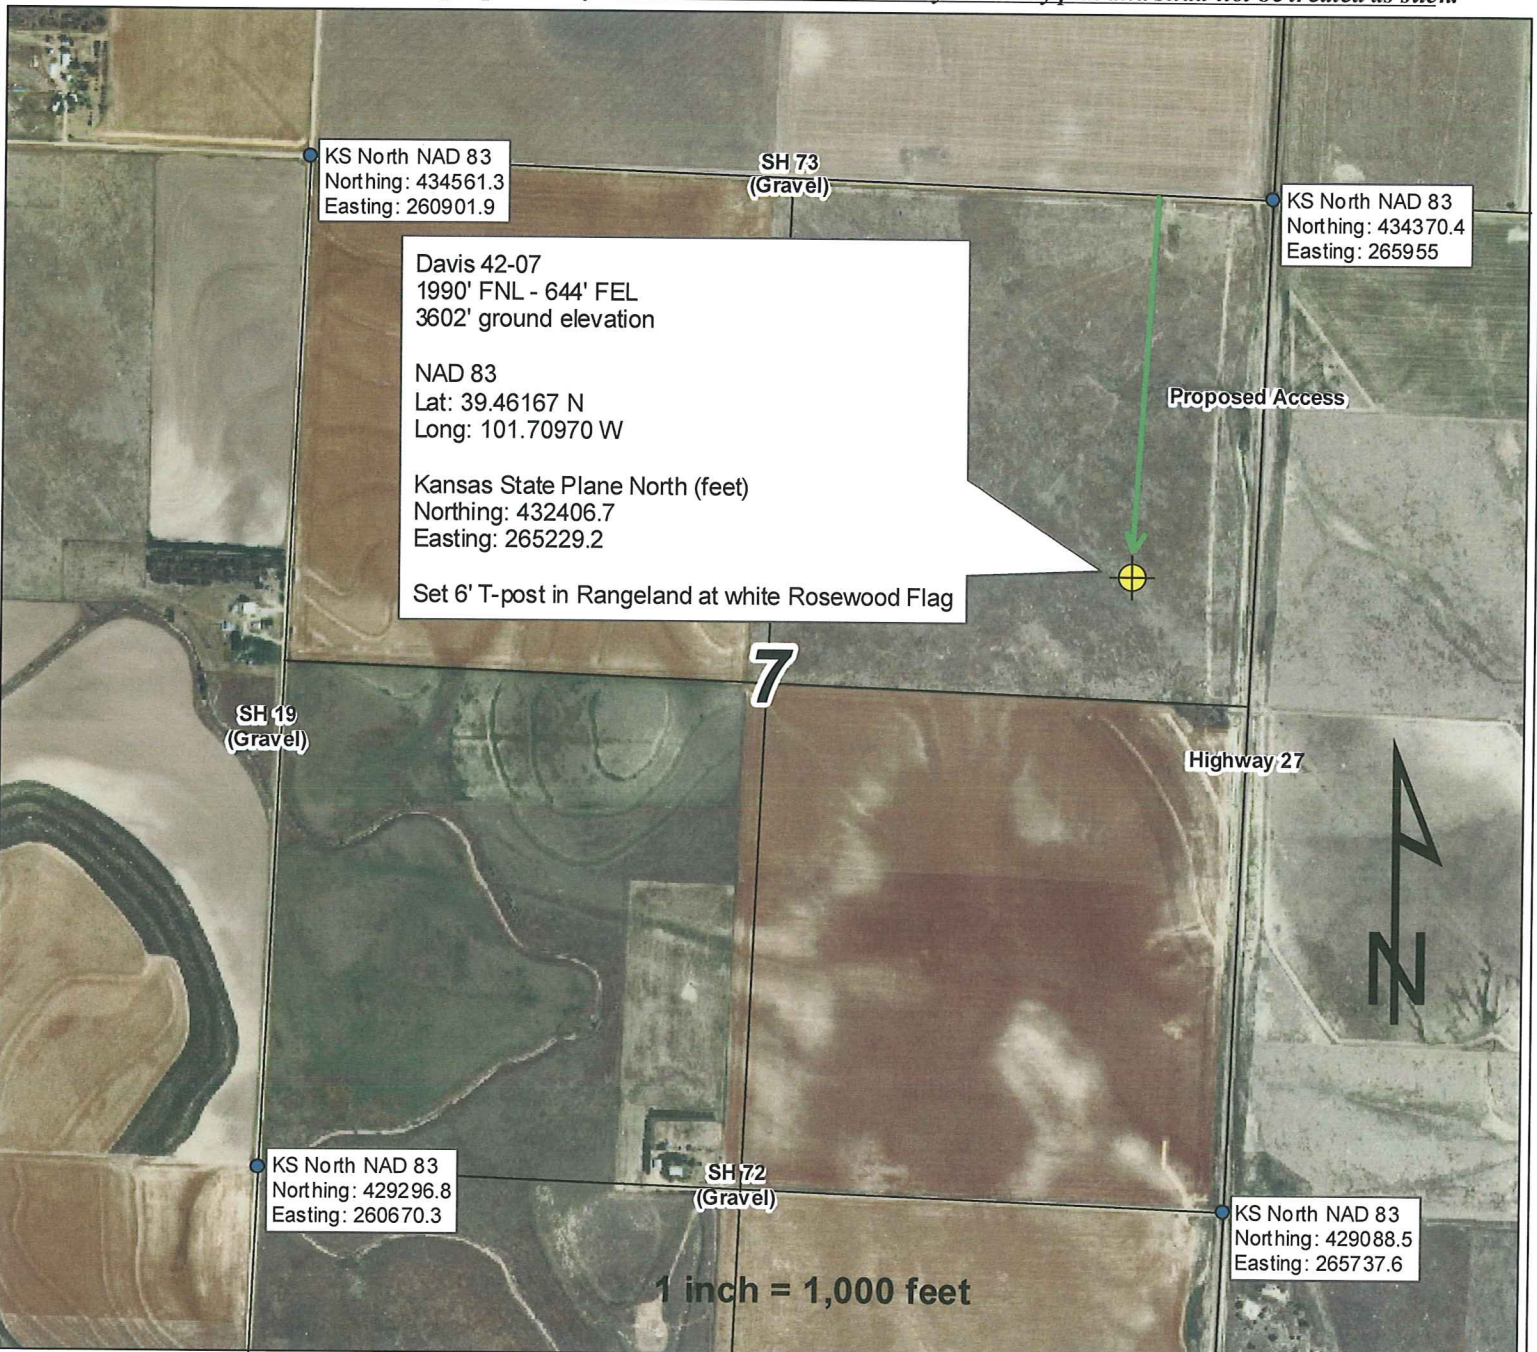 be treated as such.
KS North NAD 83
Northing: 434561.3
Easting: 260901.9
SH 73
(Gravel)
KS North NAD 83
Northing: 434370.4
Easting: 265955
Davis 42-07
1990' FNL - 644' FEL
3602' ground elevation
NAD 83
Lat: 39.46167 N
Long: 101.70970 W
Kansas State Plane North (feet)
Northing: 432406.7
Easting: 265229.2
Set 6' T-post in Rangeland at white Rosewood Flag
Proposed Access
7
SH 19
(Gravel)
Highway 27
N
KS North NAD 83
Northing: 429296.8
Easting: 260670.3
SH 72
(Gravel)
KS North NAD 83
Northing: 429088.5
Easting: 265737.6
1 inch = 1,000 feet